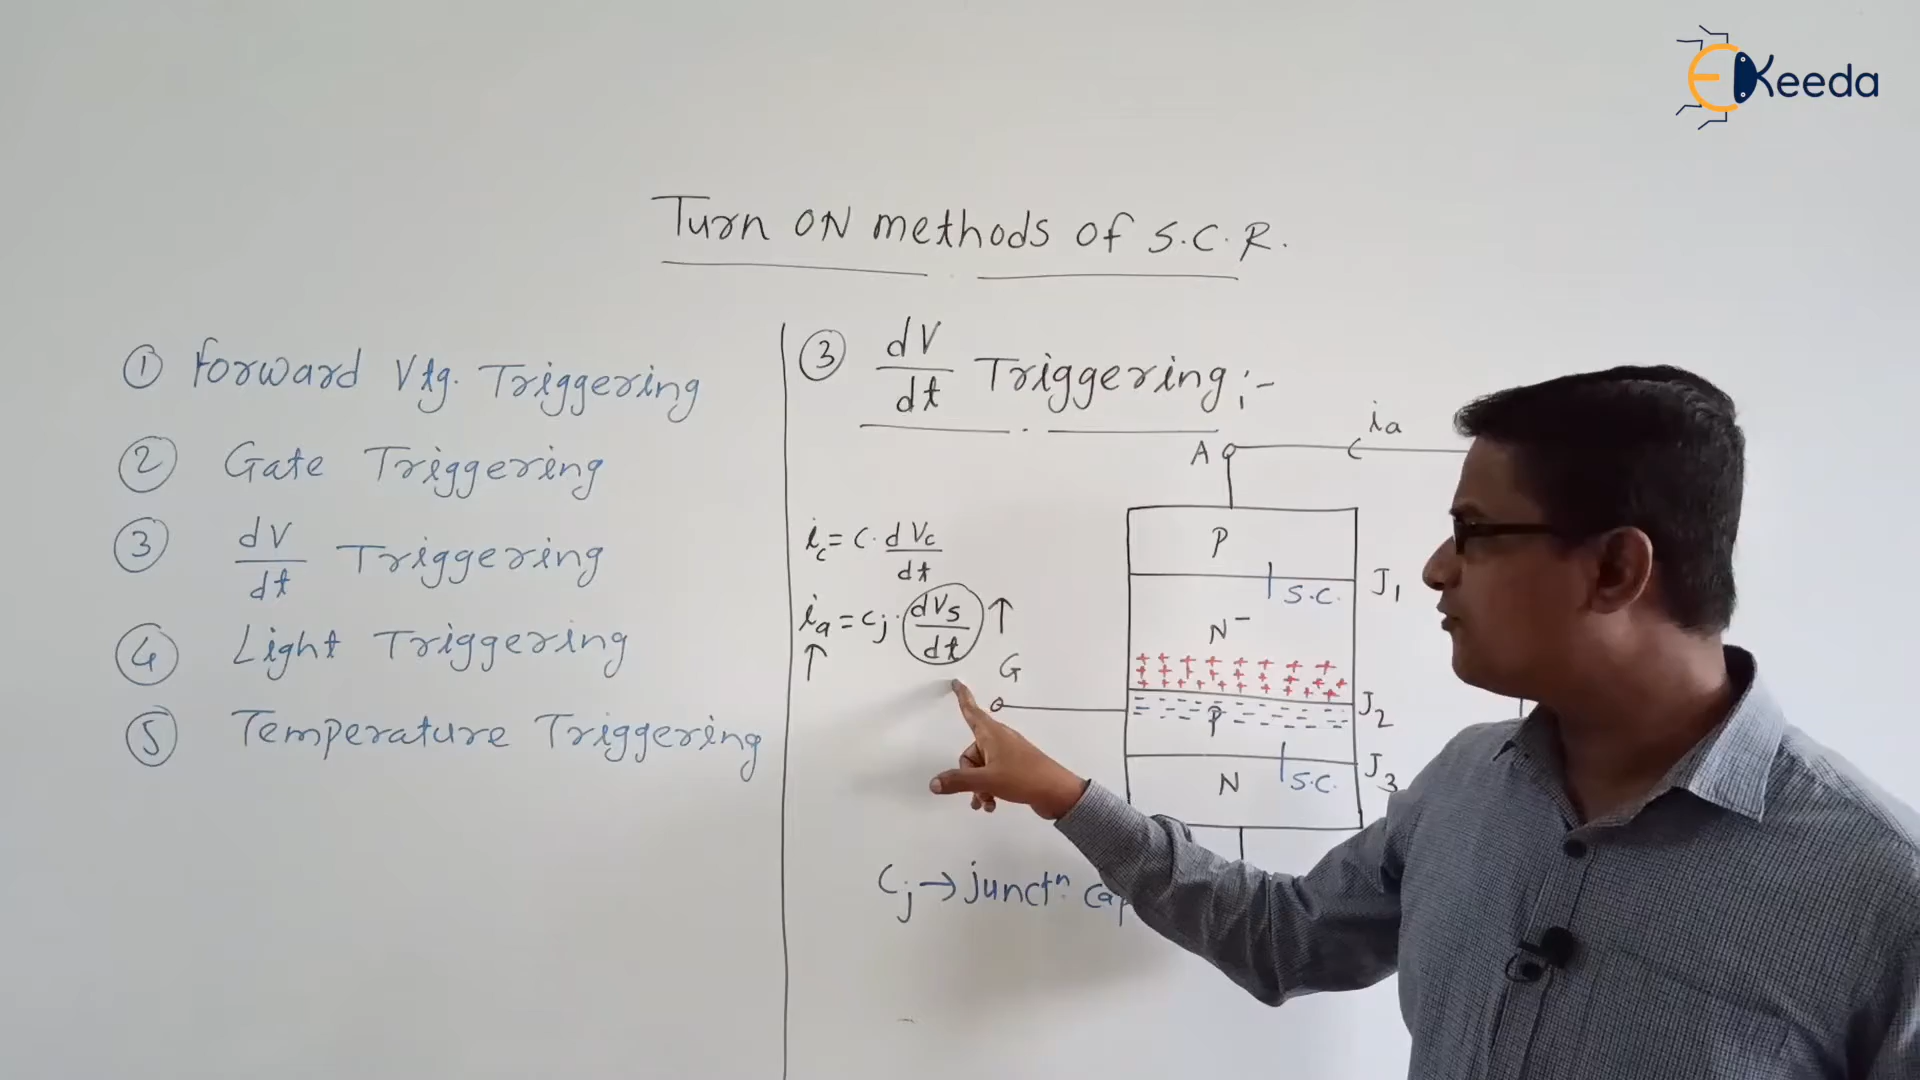 EKeeda
Turn ON methods of S.C.R.
① Forward Vtg. Triggering
② Gate Triggering
③ dV/dt Triggering
④ Light Triggering
⑤ Temperature Triggering
③ dV/dt Triggering :-
ia
A
P
ic = C. dVc/dt
S.C. J1
ia = Cj. dVs/dt ↑
↑
N⁻
G
+ + + + + + + +
+ + + + + + + +
+ + + + + + + +
J2
P
J3
N S.C.
Cj → junctⁿ cap